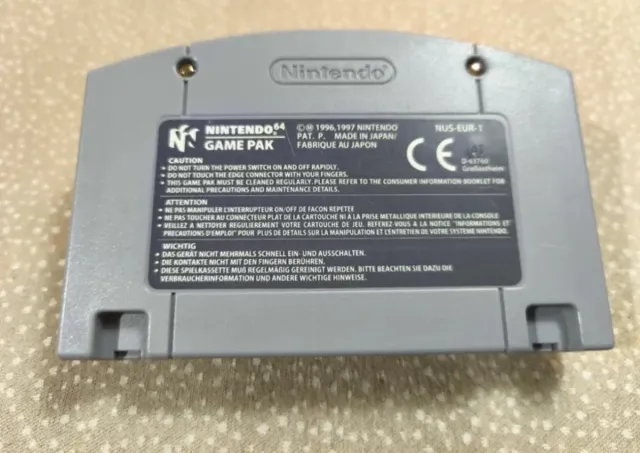 Nintendo
NINTENDO 64
GAME PAK
©Ⓜ 1996,1997 NINTENDO
PAT. P. MADE IN JAPAN/
FABRIQUE AU JAPON
NUS-EUR-1
CE
D-63760
Großostheim
CAUTION
• DO NOT TURN THE POWER SWITCH ON AND OFF RAPIDLY.
• DO NOT TOUCH THE EDGE CONNECTOR WITH YOUR FINGERS.
• THIS GAME PAK MUST BE CLEANED REGULARLY. PLEASE REFER TO THE CONSUMER INFORMATION BOOKLET FOR
ADDITIONAL PRECAUTIONS AND MAINTENANCE DETAILS.
ATTENTION
• NE PAS MANIPULER L'INTERRUPTEUR ON/OFF DE FACON REPETEE
• NE PAS TOUCHER AU CONNECTEUR PLAT DE LA CARTOUCHE NI A LA PRISE METALLIQUE INTERIEURE DE LA CONSOLE
• VEUILLEZ A NETTOYER REGULIEREMENT VOTRE CARTOUCHE DE JEU. REFEREZ-VOUS A LA NOTICE "INFORMATIONS ET
PRECAUTIONS D'EMPLOI" POUR PLUS DE DETAILS SUR LA MANIPULATION ET L'ENTRETIEN DE VOTRE SYSTEME NINTENDO.
WICHTIG
• DAS GERÄT NICHT MEHRMALS SCHNELL EIN- UND AUSSCHALTEN.
• DIE KONTAKTE NICHT MIT DEN FINGERN BERÜHREN.
• DIESE SPIELKASSETTE MUß REGELMÄßIG GEREINIGT WERDEN. BITTE BEACHTEN SIE DAZU DIE
VERBRAUCHERINFORMATION UND ANDERE WICHTIGE HINWEISE.